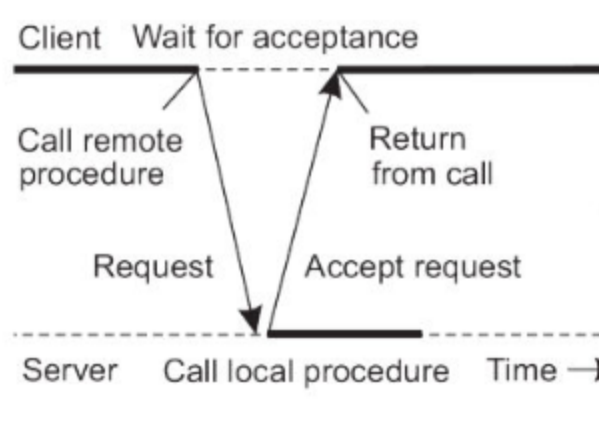 Client Wait for acceptance
Call remote
procedure
Return
from call
Request
Accept request
Server Call local procedure Time